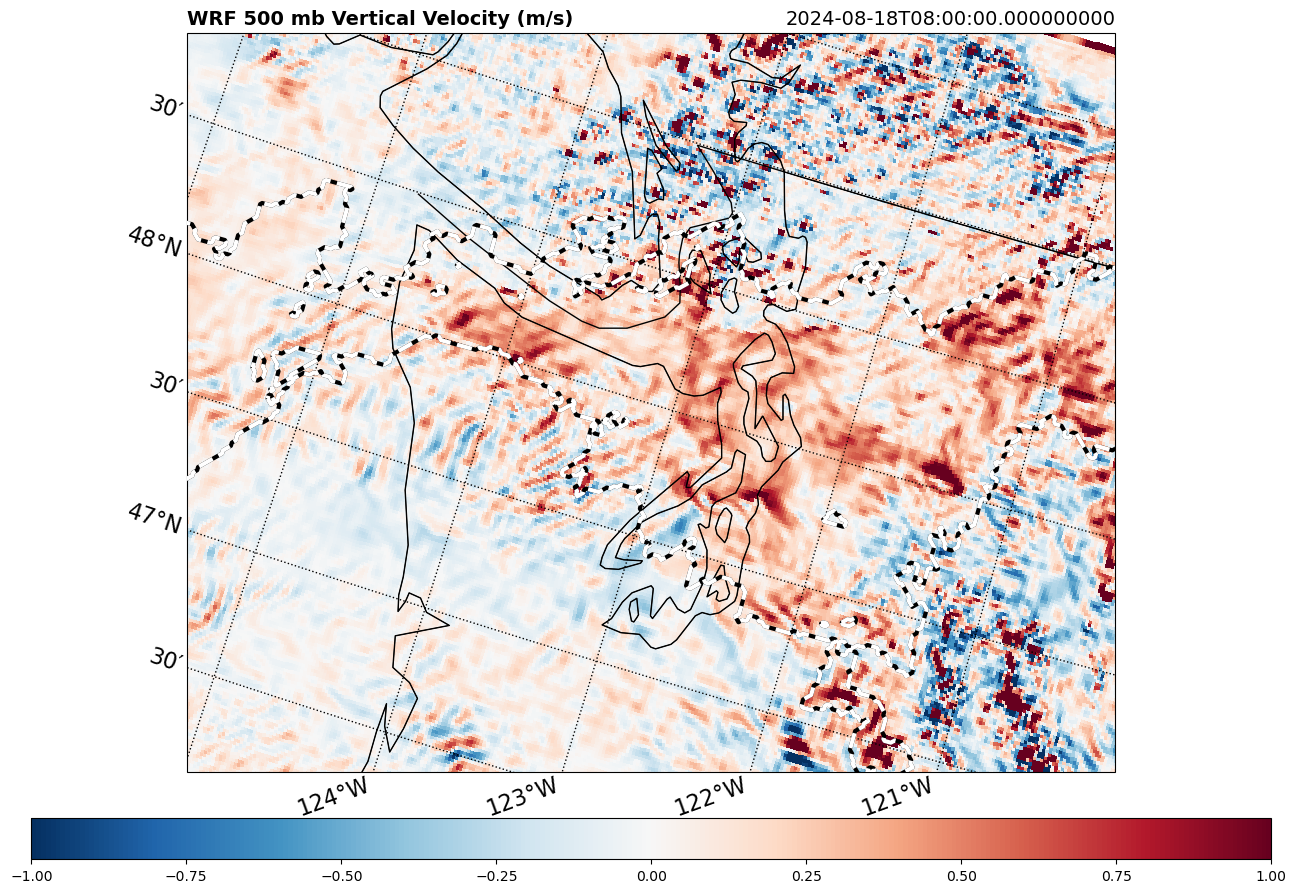 WRF 500 mb Vertical Velocity (m/s)
2024-08-18T08:00:00.000000000
30′
48°N
30′
47°N
30′
124°W
123°W
122°W
121°W
−1.00
−0.75
−0.50
−0.25
0.00
0.25
0.50
0.75
1.00